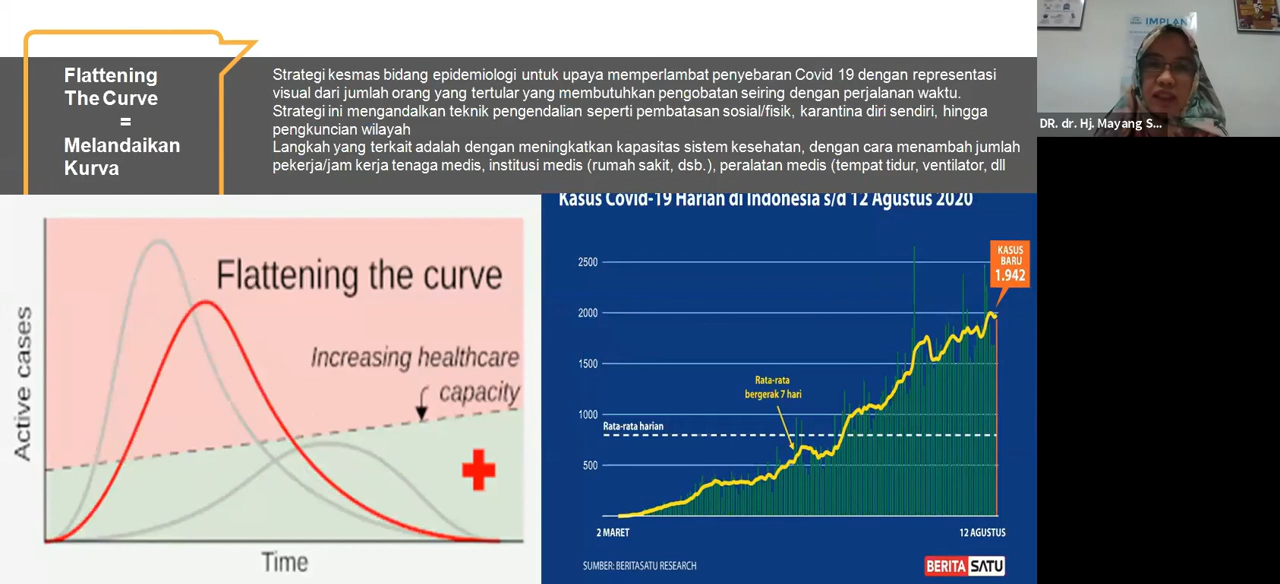 Flattening
The Curve
=
Melandaikan
Kurva
Strategi kesmas bidang epidemiologi untuk upaya memperlambat penyebaran Covid 19 dengan representasi
visual dari jumlah orang yang tertular yang membutuhkan pengobatan seiring dengan perjalanan waktu.
Strategi ini mengandalkan teknik pengendalian seperti pembatasan sosial/fisik, karantina diri sendiri, hingga
pengkuncian wilayah
Langkah yang terkait adalah dengan meningkatkan kapasitas sistem kesehatan, dengan cara menambah jumlah
pekerja/jam kerja tenaga medis, institusi medis (rumah sakit, dsb.), peralatan medis (tempat tidur, ventilator, dll
IMPLAN
DR. dr. Hj. Mayang S...
Flattening the curve
Increasing healthcare
capacity
Active cases
Time
Kasus Covid-19 Harian di Indonesia s/d 12 Agustus 2020
KASUS
BARU
1.942
2500
2000
1500
1000
500
Rata-rata
bergerak 7 hari
Rata-rata harian
2 MARET
12 AGUSTUS
SUMBER: BERITASATU RESEARCH
BERITA SATU